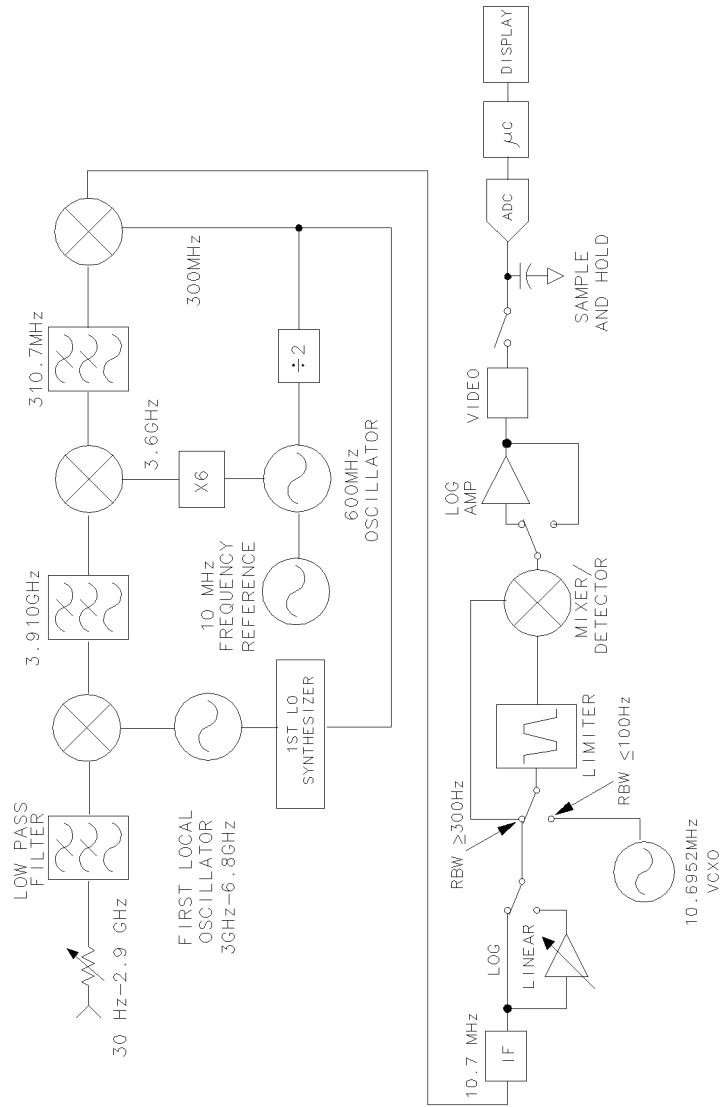 LOW PASS
FILTER
30 Hz–2.9 GHz
FIRST LOCAL
OSCILLATOR
3GHz–6.8GHz
1ST LO
SYNTHESIZER
3.910GHz
10 MHz
FREQUENCY
REFERENCE
3.6GHz
X6
600MHz
OSCILLATOR
÷2
310.7MHz
300MHz
10.7 MHz
IF
LOG
LINEAR
RBW ≥300Hz
RBW ≤100Hz
10.6952MHz
VCXO
LIMITER
MIXER/
DETECTOR
LOG
AMP
VIDEO
SAMPLE
AND HOLD
ADC
μC
DISPLAY